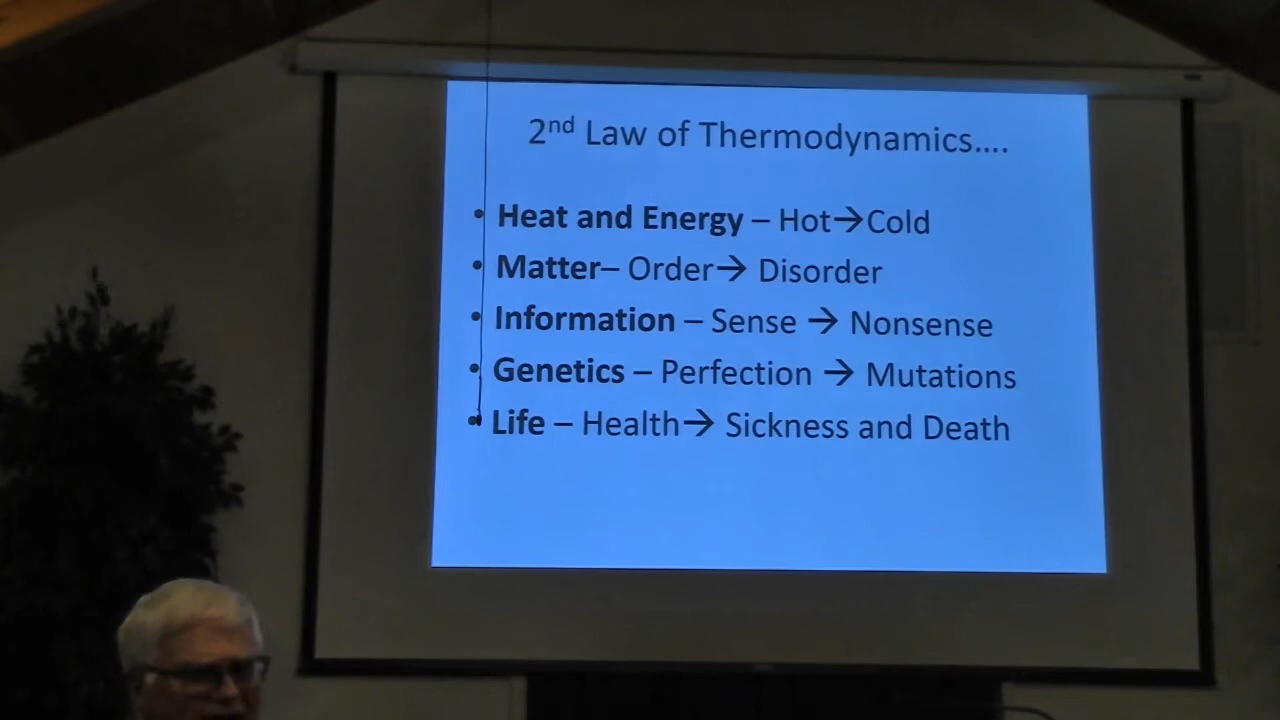 2nd Law of Thermodynamics....
• Heat and Energy – Hot→Cold
• Matter– Order→ Disorder
• Information – Sense → Nonsense
• Genetics – Perfection → Mutations
• Life – Health→ Sickness and Death